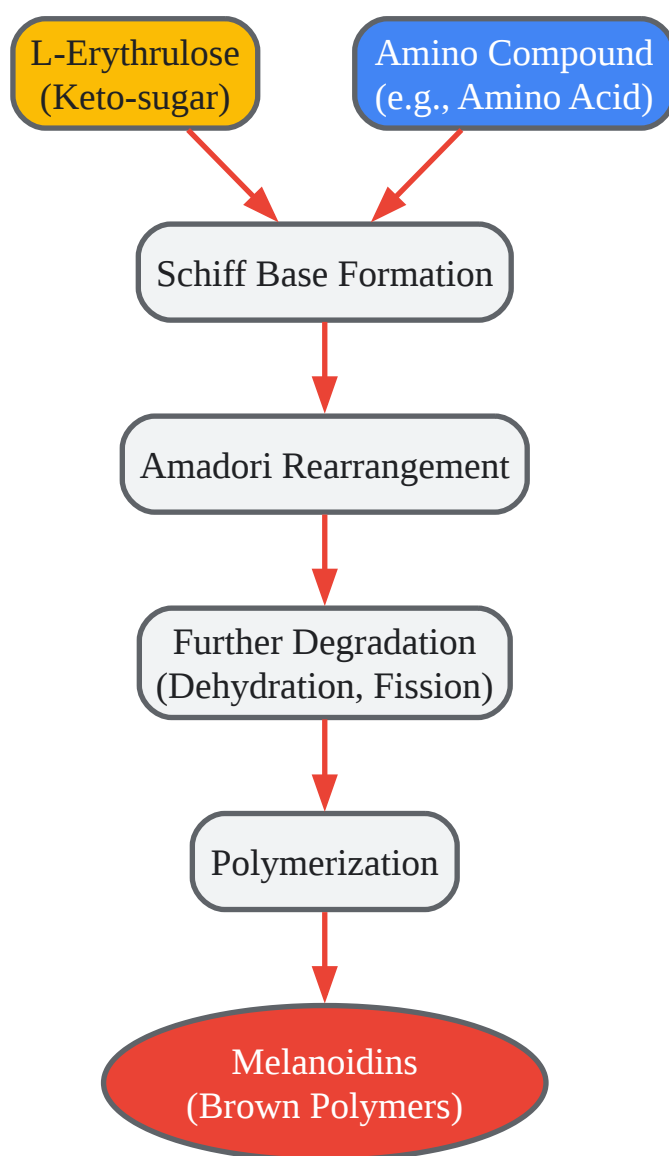 L-Erythrulose
(Keto-sugar)
Amino Compound
(e.g., Amino Acid)
Schiff Base Formation
Amadori Rearrangement
Further Degradation
(Dehydration, Fission)
Polymerization
Melanoidins
(Brown Polymers)